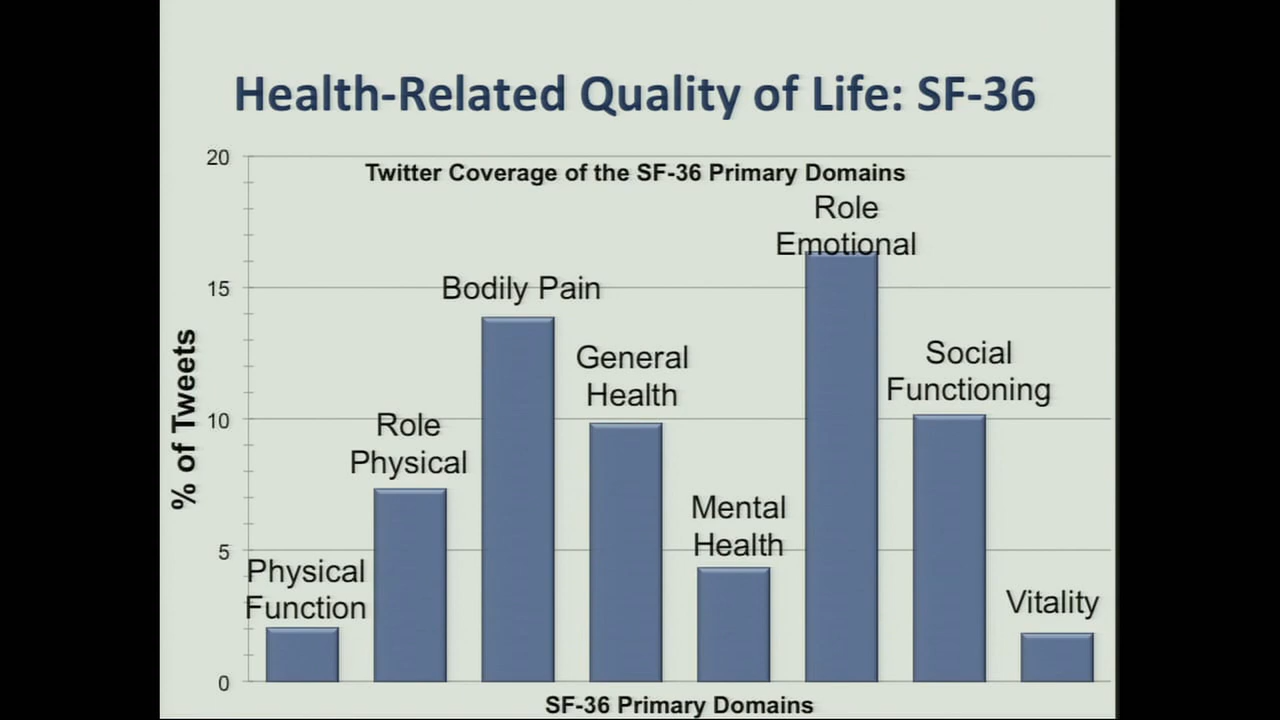 Health-Related Quality of Life: SF-36
Twitter Coverage of the SF-36 Primary Domains
% of Tweets
20
15
10
5
0
Physical
Function
Role
Physical
Bodily Pain
General
Health
Mental
Health
Role
Emotional
Social
Functioning
Vitality
SF-36 Primary Domains